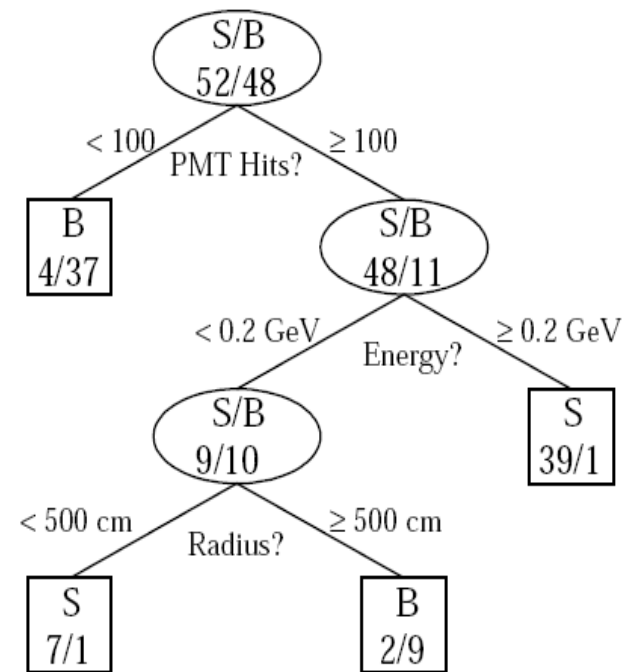 S/B
52/48
< 100
≥ 100
PMT Hits?
B
4/37
S/B
48/11
< 0.2 GeV
≥ 0.2 GeV
Energy?
S/B
9/10
S
39/1
< 500 cm
≥ 500 cm
Radius?
S
7/1
B
2/9